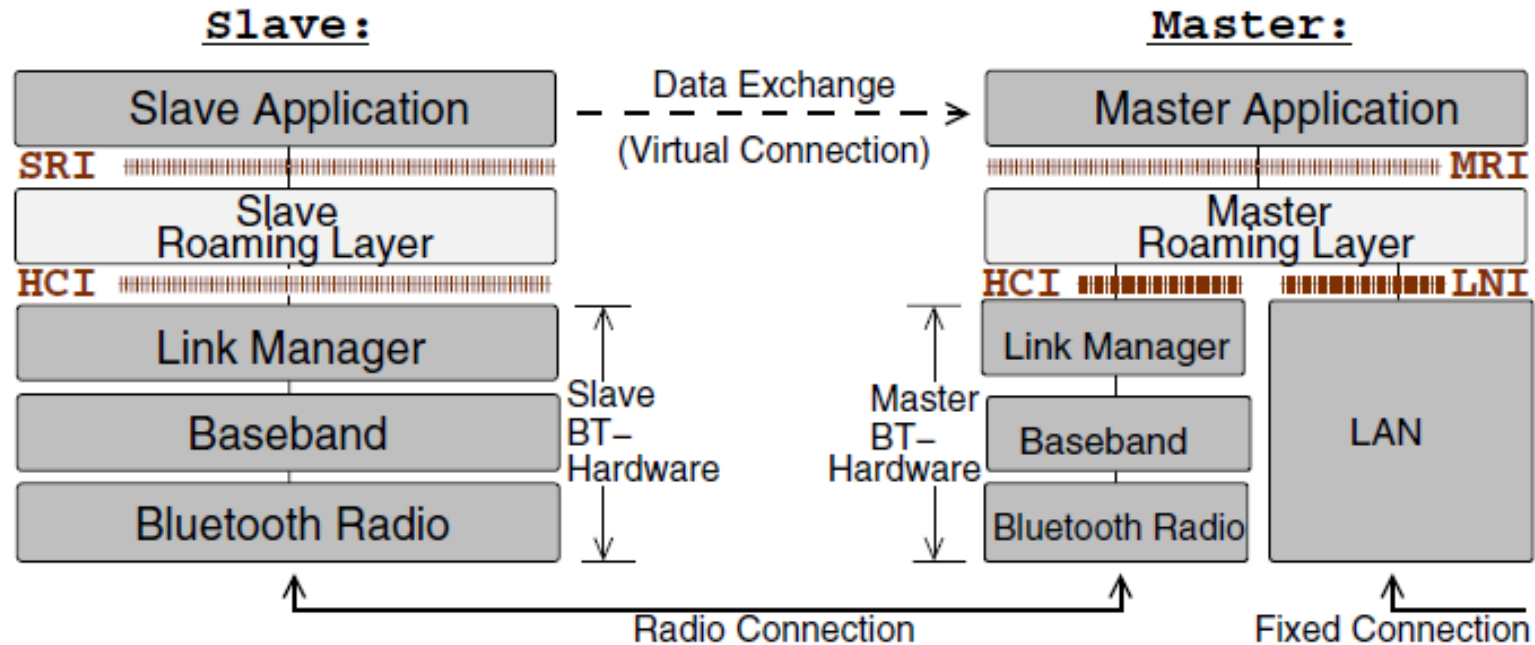 Slave:
Master:
Slave Application
Data Exchange
(Virtual Connection)
Master Application
SRI
MRI
Slave
Roaming Layer
Master
Roaming Layer
HCI
HCI
LNI
Link Manager
Baseband
Bluetooth Radio
Slave
BT-
Hardware
Master
BT-
Hardware
Link Manager
Baseband
Bluetooth Radio
LAN
Radio Connection
Fixed Connection